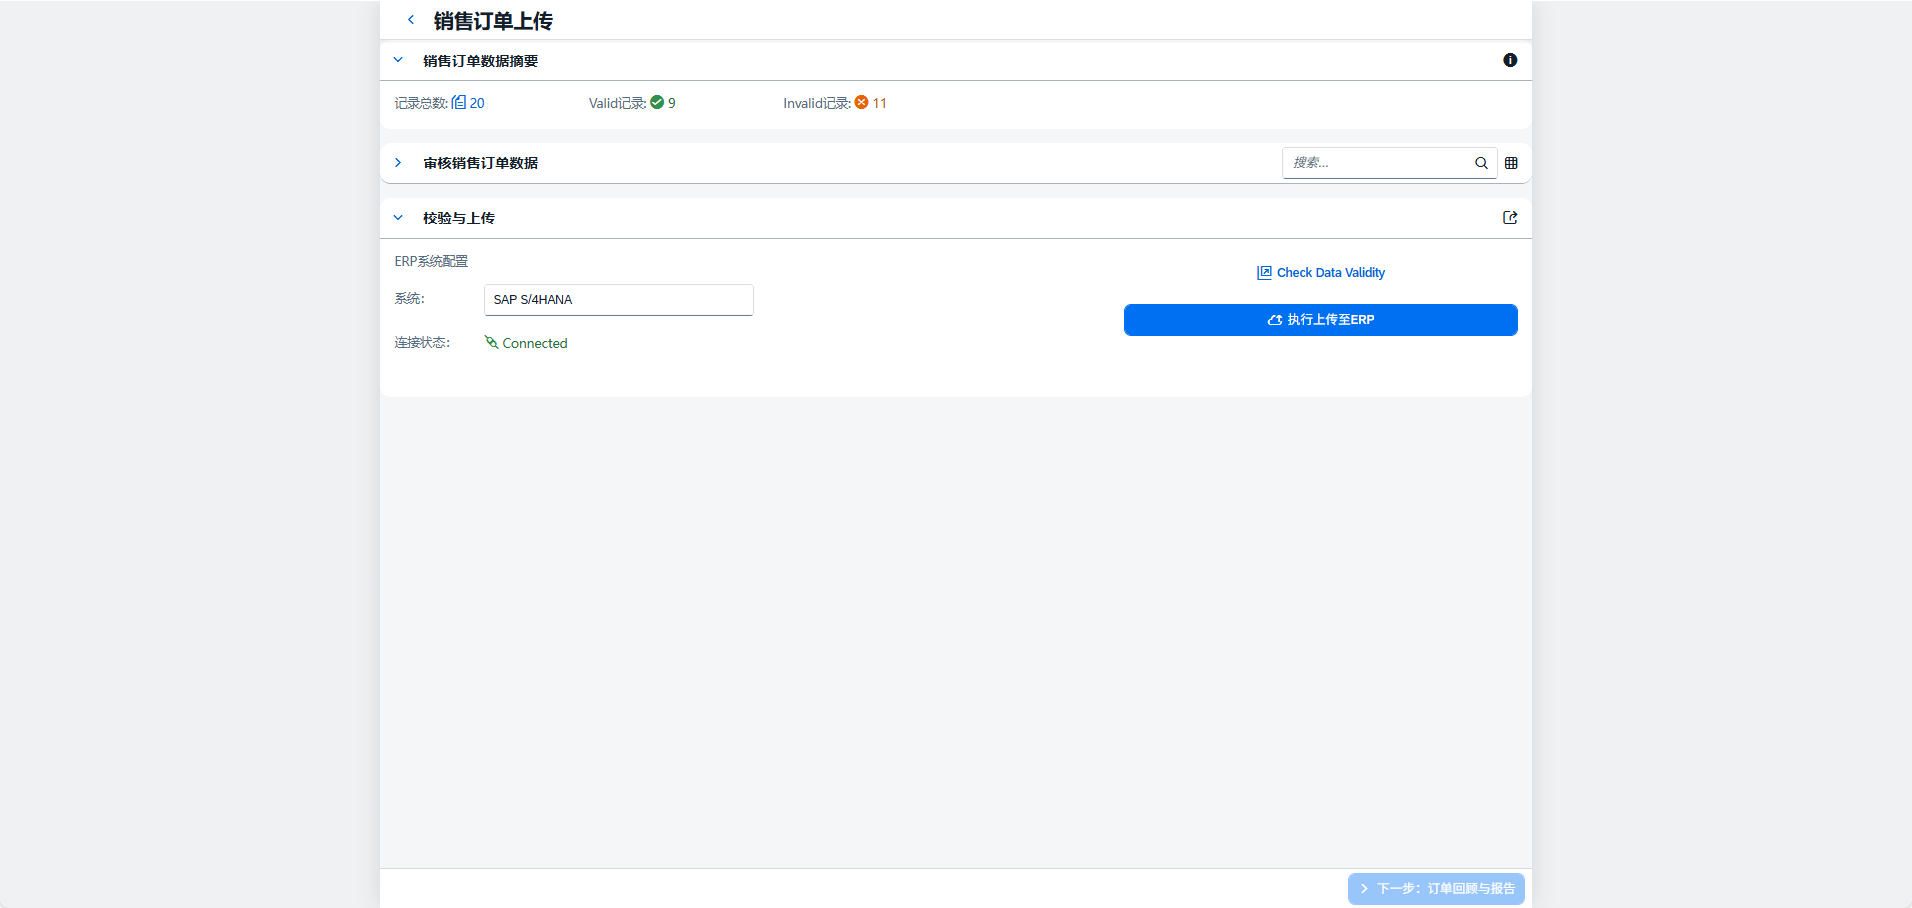 销售订单上传
销售订单数据摘要
记录总数: 20 Valid记录: 9 Invalid记录: 11
审核销售订单数据 搜索...
校验与上传
ERP系统配置
Check Data Validity
系统: SAP S/4HANA
执行上传至ERP
连接状态: Connected
下一步：订单回顾与报告